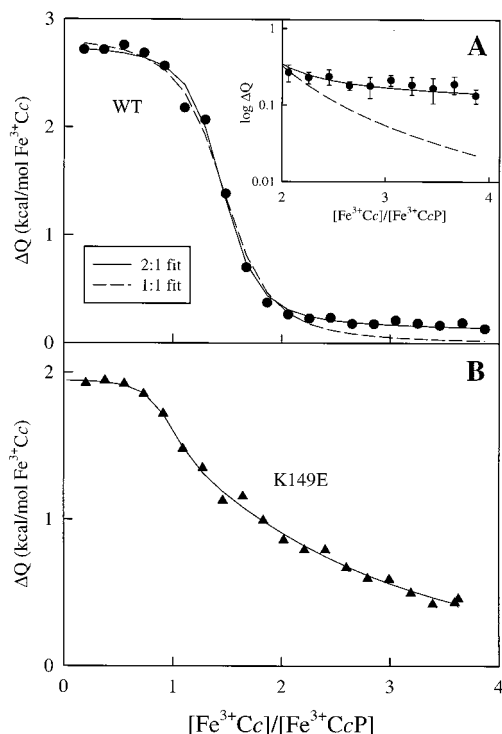 3
2
1
0
ΔQ (kcal/mol Fe³⁺Cc)
WT
2:1 fit
1:1 fit
A
1
0.1
0.01
log ΔQ
2
3
4
[Fe³⁺Cc]/[Fe³⁺CcP]
B
2
1
0
ΔQ (kcal/mol Fe³⁺Cc)
K149E
0
1
2
3
4
[Fe³⁺Cc]/[Fe³⁺CcP]